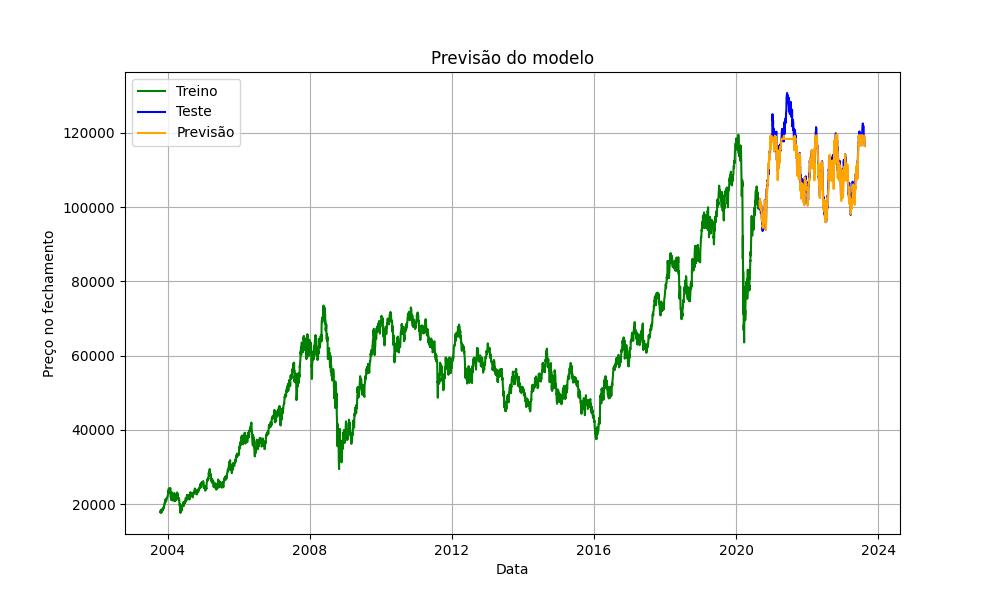 Previsão do modelo
Treino
Teste
Previsão
120000
100000
80000
60000
40000
20000
Preço no fechamento
2004 2008 2012 2016 2020 2024
Data